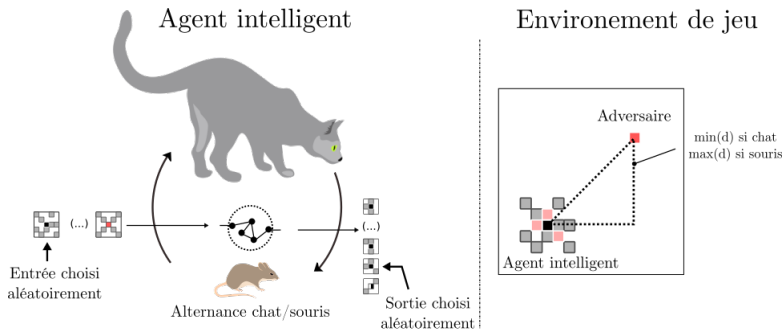 Agent intelligent
Environement de jeu
Adversaire
min(d) si chat
max(d) si souris
(...)
(...)
Entrée choisi
aléatoirement
Alternance chat/souris
Sortie choisi
aléatoirement
Agent intelligent